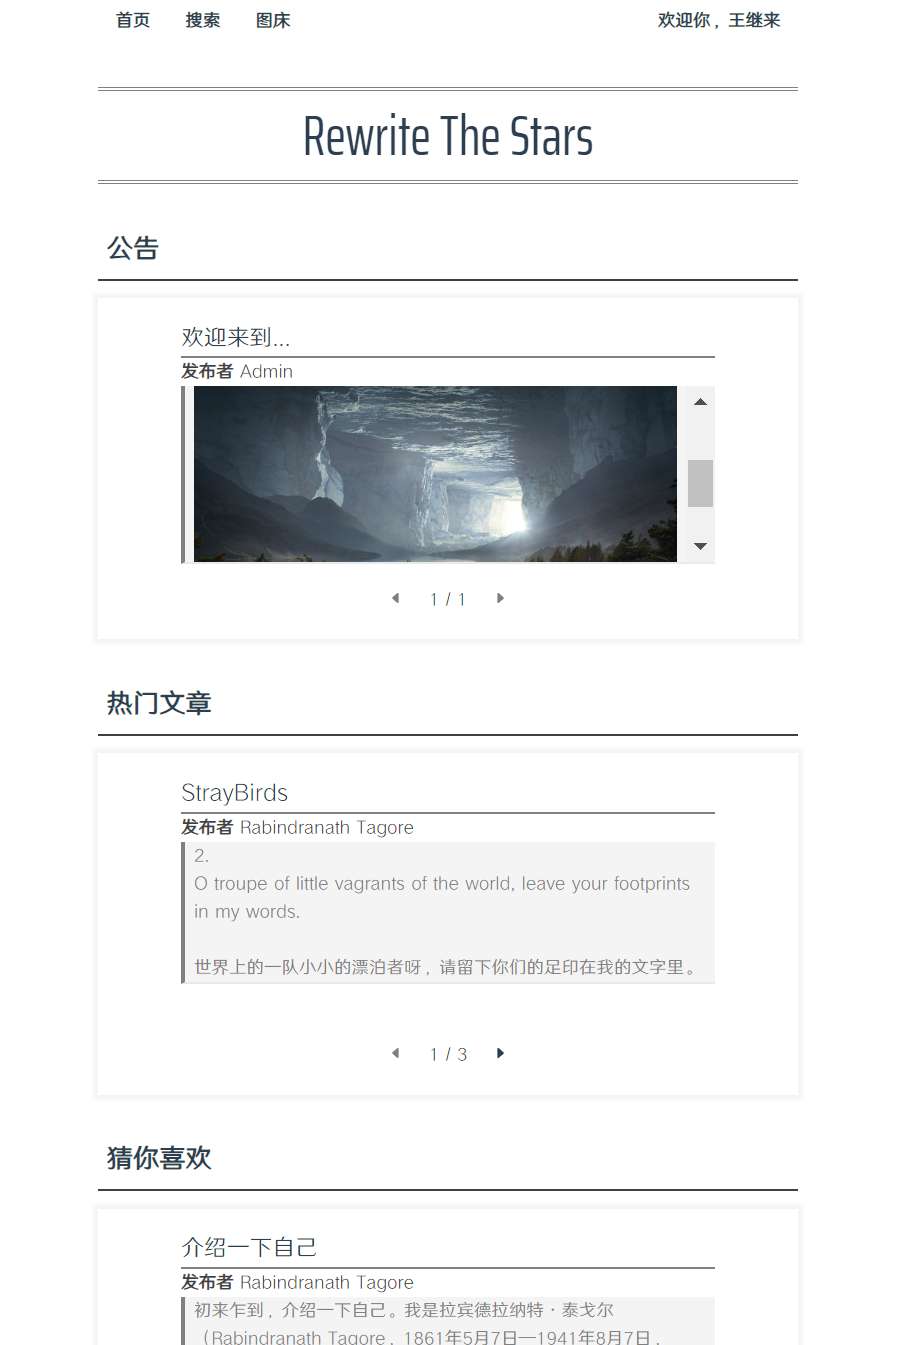 首页 搜索 图床 欢迎你，王继来
Rewrite The Stars
公告
欢迎来到...
发布者 Admin
1 / 1
热门文章
StrayBirds
发布者 Rabindranath Tagore
2.
O troupe of little vagrants of the world, leave your footprints
in my words.
世界上的一队小小的漂泊者呀，请留下你们的足印在我的文字里。
1 / 3
猜你喜欢
介绍一下自己
发布者 Rabindranath Tagore
初来乍到，介绍一下自己。我是拉宾德拉纳特·泰戈尔
（Rabindranath Tagore，1861年5月7日—1941年8月7日，